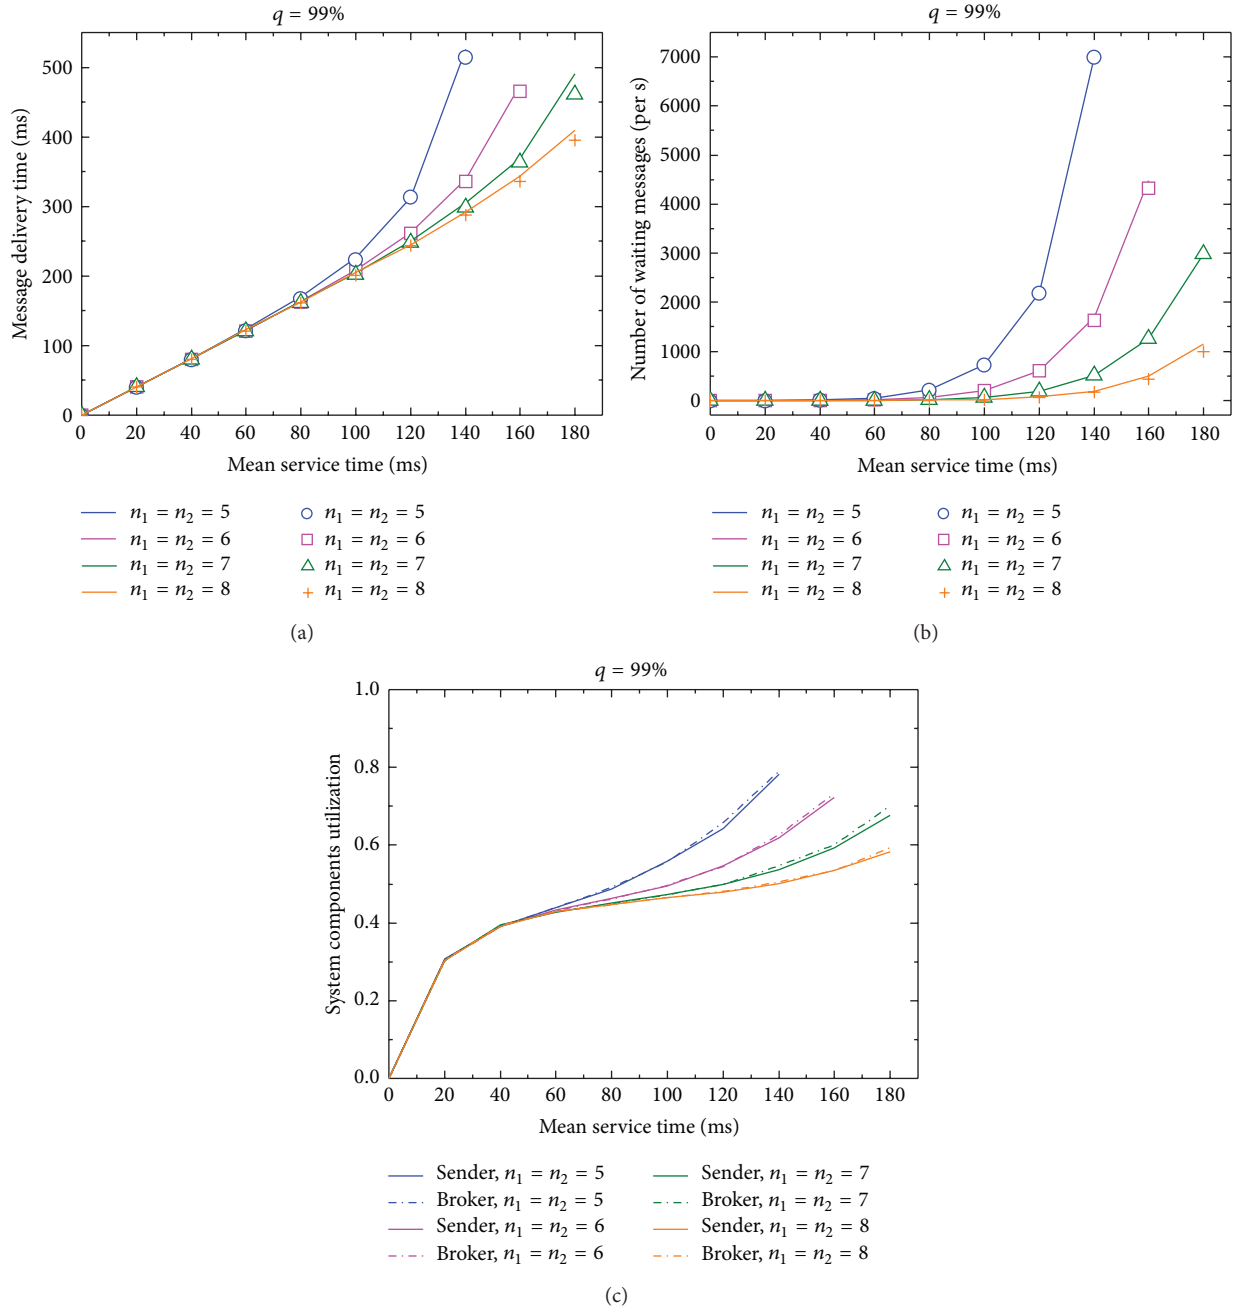 q = 99%
Message delivery time (ms)
500
400
300
200
100
0
0 20 40 60 80 100 120 140 160 180
Mean service time (ms)
n1 = n2 = 5 n1 = n2 = 5
n1 = n2 = 6 n1 = n2 = 6
n1 = n2 = 7 n1 = n2 = 7
n1 = n2 = 8 n1 = n2 = 8
(a)
q = 99%
Number of waiting messages (per s)
7000
6000
5000
4000
3000
2000
1000
0
0 20 40 60 80 100 120 140 160 180
Mean service time (ms)
n1 = n2 = 5 n1 = n2 = 5
n1 = n2 = 6 n1 = n2 = 6
n1 = n2 = 7 n1 = n2 = 7
n1 = n2 = 8 n1 = n2 = 8
(b)
q = 99%
System components utilization
1.0
0.8
0.6
0.4
0.2
0.0
0 20 40 60 80 100 120 140 160 180
Mean service time (ms)
Sender, n1 = n2 = 5 Sender, n1 = n2 = 7
Broker, n1 = n2 = 5 Broker, n1 = n2 = 7
Sender, n1 = n2 = 6 Sender, n1 = n2 = 8
Broker, n1 = n2 = 6 Broker, n1 = n2 = 8
(c)